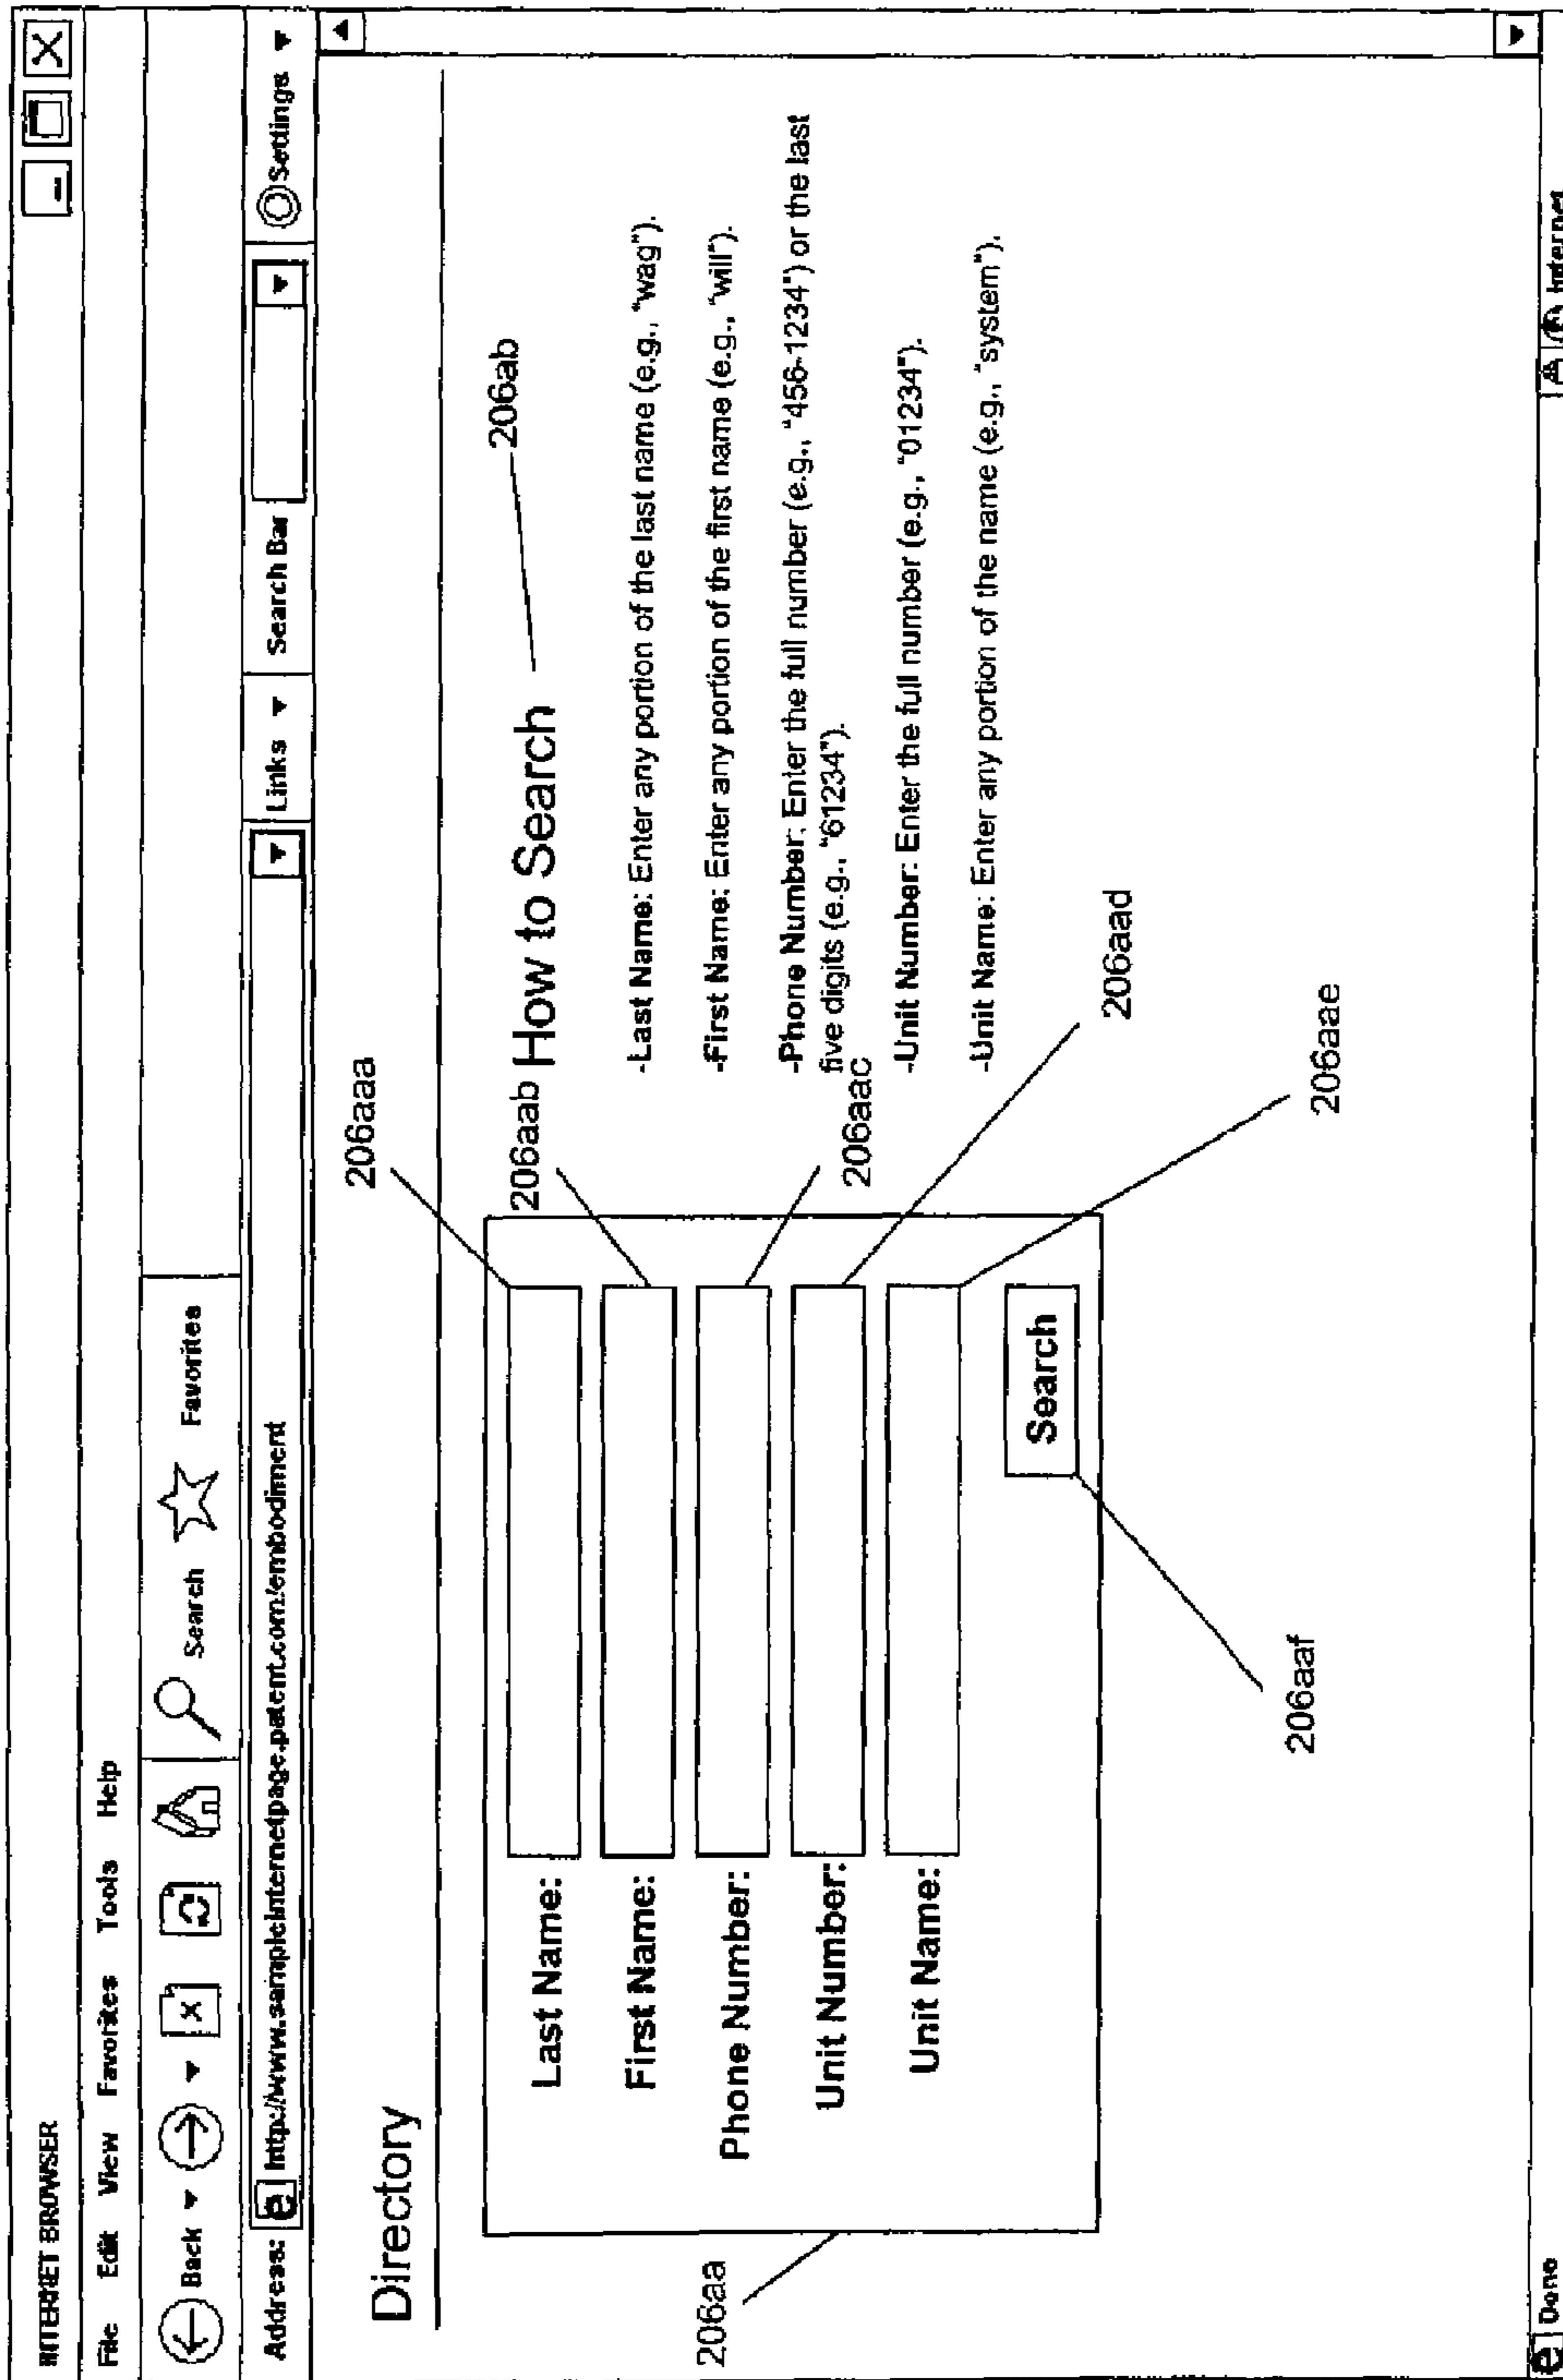 INTERNET BROWSER
File Edit View Favorites Tools Help
Back Search Favorites
Address: e http://www.sampleinternetpage.patent.com/embodiment Links Search Bar Settings
Directory
206aaa
206aab How to Search 206ab
Last Name:
First Name:
Phone Number:
Unit Number:
Unit Name:
Search
-Last Name: Enter any portion of the last name (e.g., "wag").
-First Name: Enter any portion of the first name (e.g., "will").
-Phone Number: Enter the full number (e.g., "456-1234") or the last
five digits (e.g., "61234").
206aac
-Unit Number: Enter the full number (e.g., "01234").
-Unit Name: Enter any portion of the name (e.g., "system").
206aa
206aad
206aaf
206aae
e Done Internet